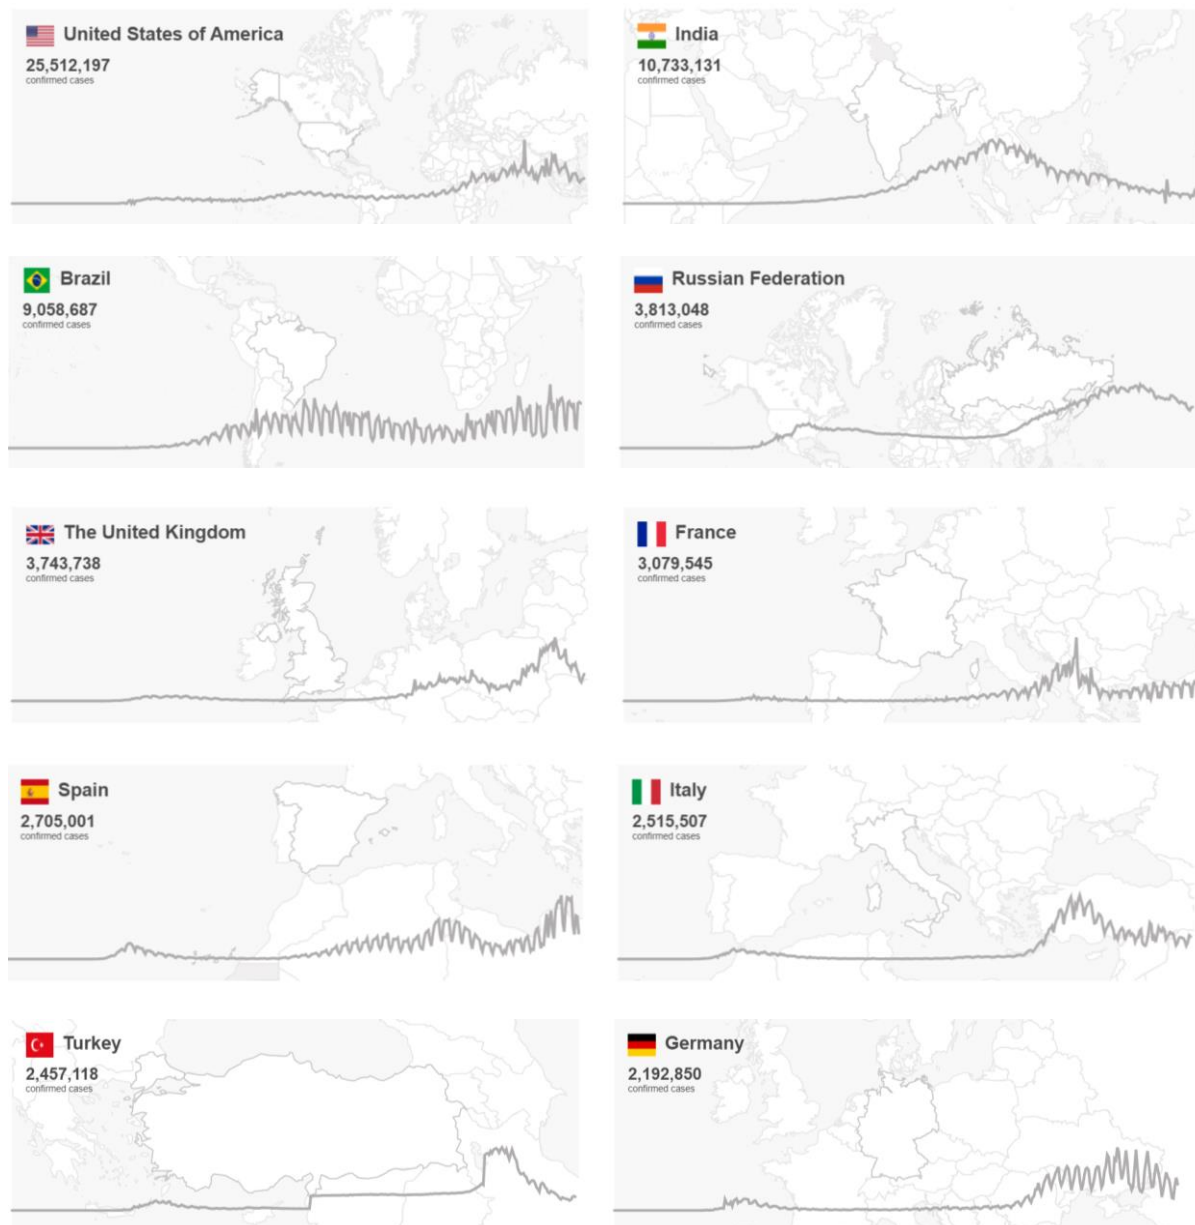 United States of America
25,512,197
confirmed cases
India
10,733,131
confirmed cases
Brazil
9,058,687
confirmed cases
Russian Federation
3,813,048
confirmed cases
The United Kingdom
3,743,738
confirmed cases
France
3,079,545
confirmed cases
Spain
2,705,001
confirmed cases
Italy
2,515,507
confirmed cases
Turkey
2,457,118
confirmed cases
Germany
2,192,850
confirmed cases